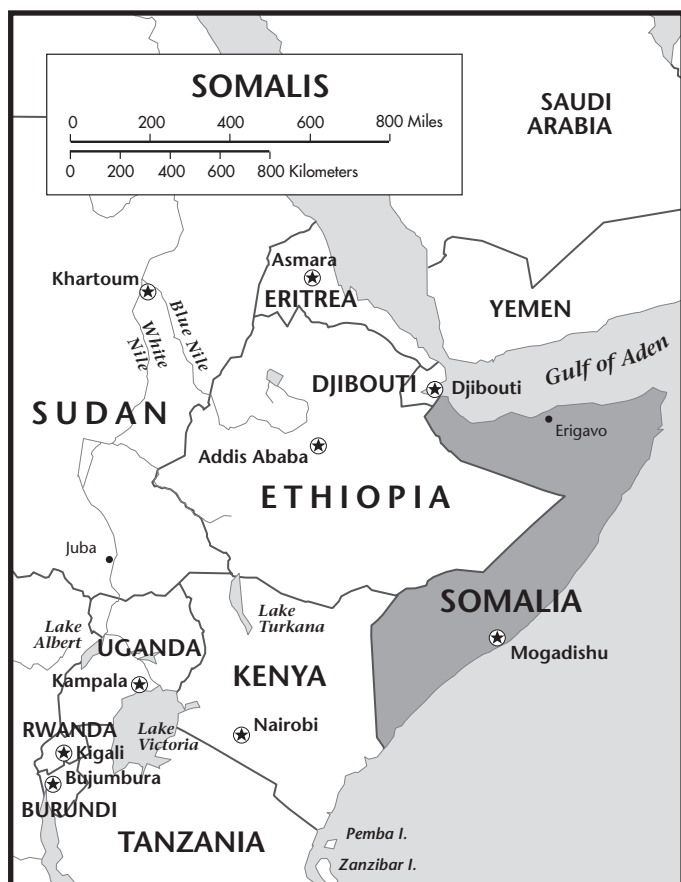 SOMALIS
0 200 400 600 800 Miles
0 200 400 600 800 Kilometers
SAUDI
ARABIA
Asmara
Khartoum
ERITREA
YEMEN
White
Nile
Blue Nile
Gulf of Aden
DJIBOUTI
Djibouti
SUDAN
Erigavo
Addis Ababa
ETHIOPIA
Juba
SOMALIA
Lake
Turkana
Lake
Albert
UGANDA
Mogadishu
KENYA
Kampala
Nairobi
RWANDA
Lake
Victoria
Kigali
Bujumbura
BURUNDI
TANZANIA
Pemba I.
Zanzibar I.